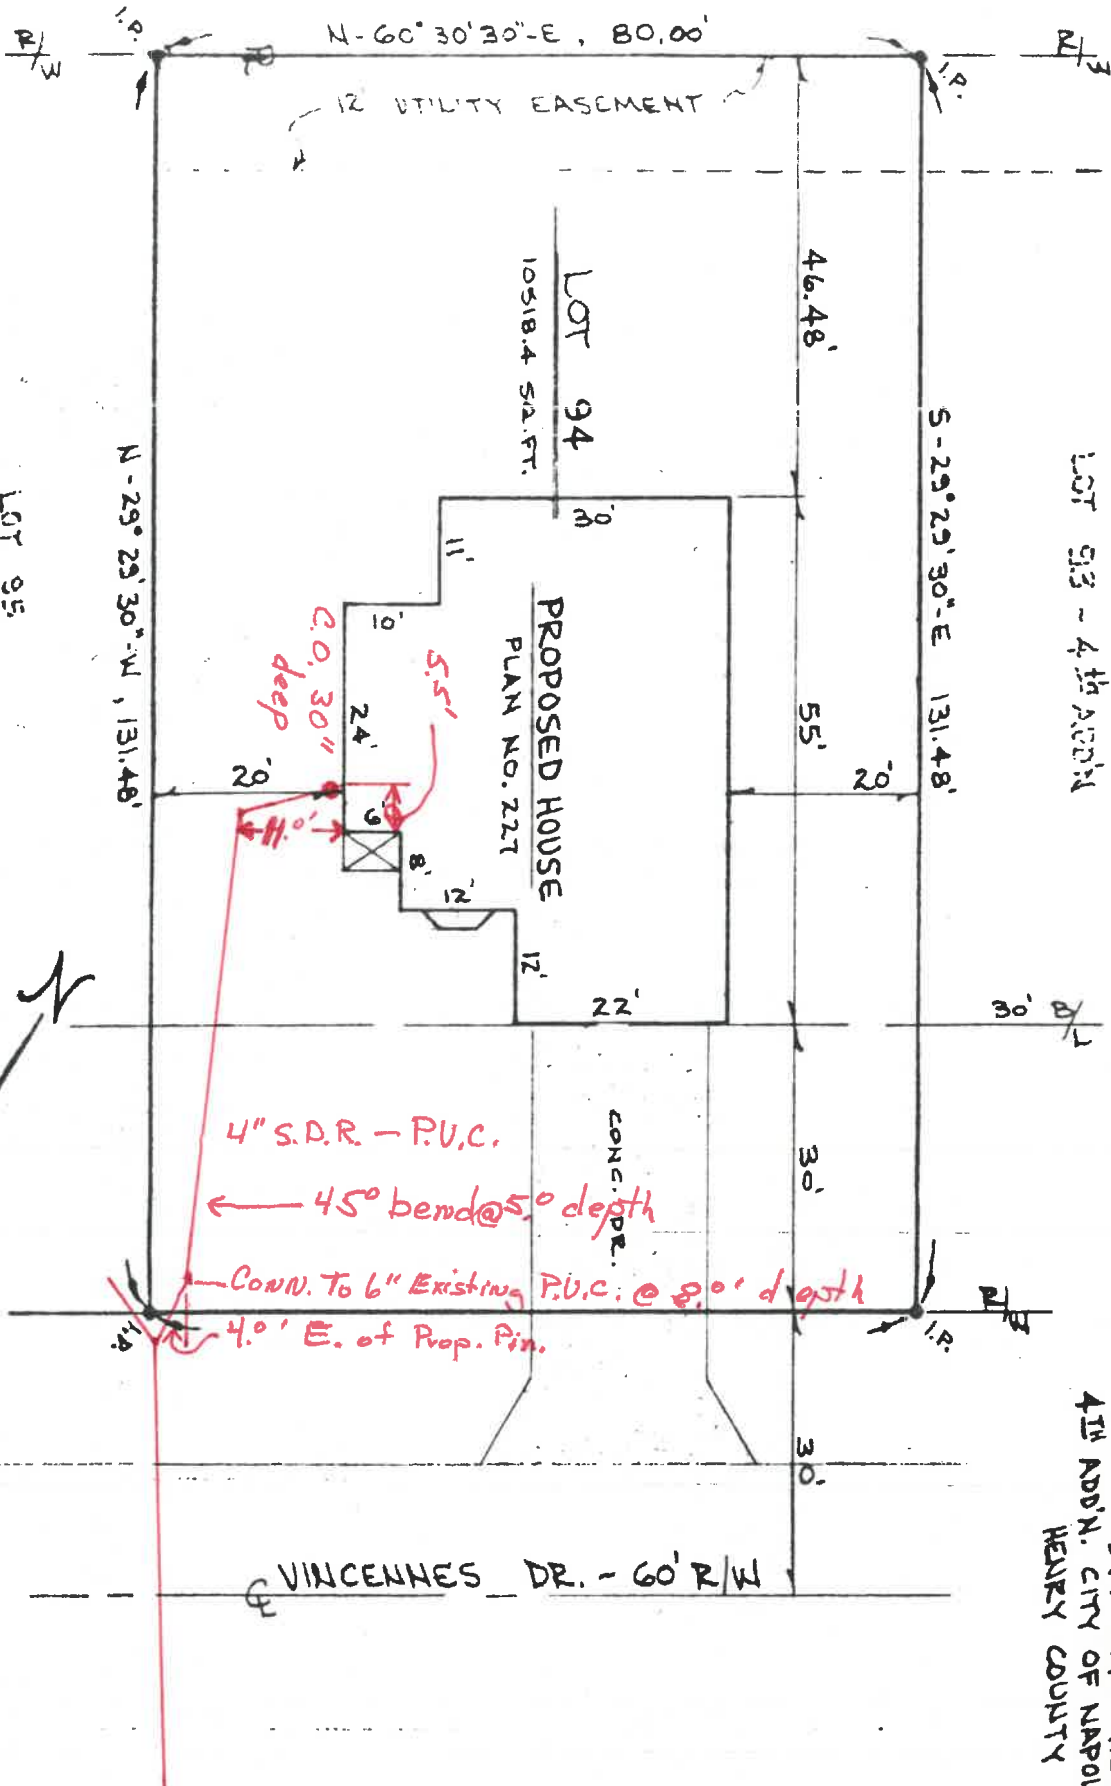 I.P.
R/W
N-60°30'30"-E, 80.00'
R/W
I.P.
12 UTILITY EASEMENT
46.48'
LOT 94
10518.4 SQ.FT.
S-29°29'30"-E 131.48'
LOT 93 - 4th ADD'N
N-29°29'30"-W, 131.48'
LOT 95
30'
11'
10'
PROPOSED HOUSE
PLAN NO. 227
C.O. 30"
deep
5.5'
24'
55'
20'
20'
6'
11.0'
8'
12'
12'
22'
30' B/L
N
4" S.D.R. - P.V.C.
45° bend @ 5.0 depth
CONC. DR.
30'
Conn. To 6" Existing P.V.C. @ 8.0' depth
4.0' E. of Prop. Pin.
I.P.
I.P.
R/W
30'
VINCENNES DR. - 60' R/W
4TH ADD'N. CITY OF NAPOL
HENRY COUNTY